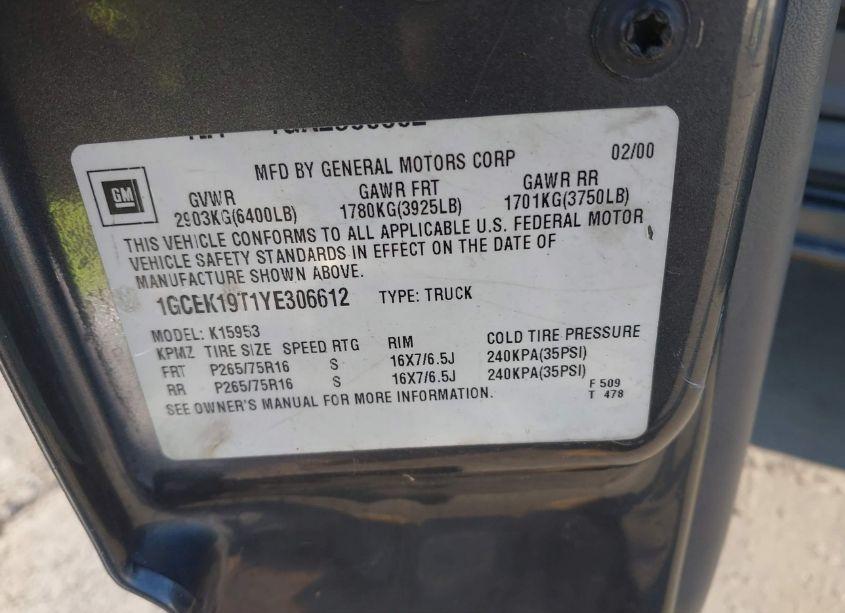 MFD BY GENERAL MOTORS CORP 02/00
GM
GVWR GAWR FRT GAWR RR
2903KG(6400LB) 1780KG(3925LB) 1701KG(3750LB)
THIS VEHICLE CONFORMS TO ALL APPLICABLE U.S. FEDERAL MOTOR
VEHICLE SAFETY STANDARDS IN EFFECT ON THE DATE OF
MANUFACTURE SHOWN ABOVE.
1GCEK19T1YE306612 TYPE: TRUCK
MODEL: K15953
KPMZ TIRE SIZE SPEED RTG RIM COLD TIRE PRESSURE
FRT P265/75R16 S 16X7/6.5J 240KPA(35PSI)
RR P265/75R16 S 16X7/6.5J 240KPA(35PSI)
SEE OWNER'S MANUAL FOR MORE INFORMATION.
F 509
T 478